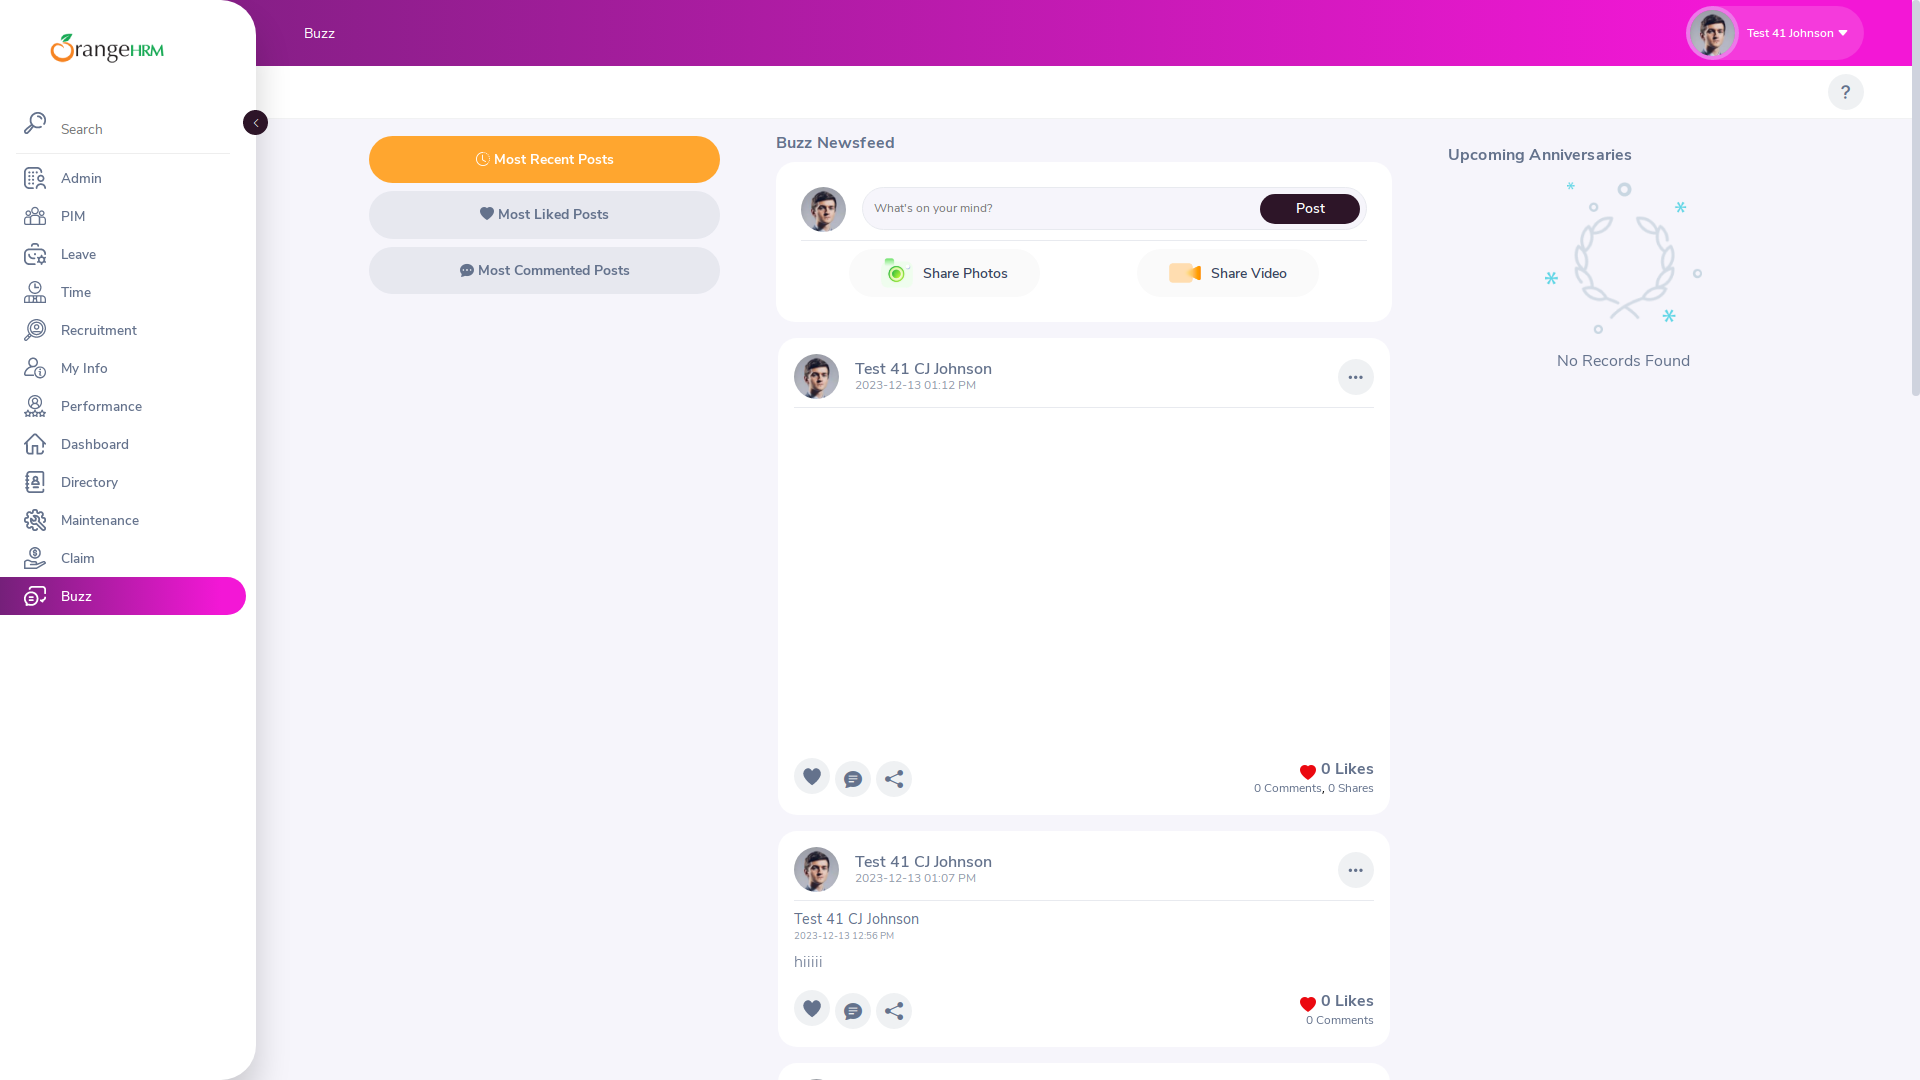 OrangeHRM
Search
Admin
PIM
Leave
Time
Recruitment
My Info
Performance
Dashboard
Directory
Maintenance
Claim
Buzz
Buzz
Test 41 Johnson
?
Most Recent Posts
Most Liked Posts
Most Commented Posts
Buzz Newsfeed
What's on your mind?
Post
Share Photos
Share Video
Test 41 CJ Johnson
2023-12-13 01:12 PM
0 Likes
0 Comments, 0 Shares
Test 41 CJ Johnson
2023-12-13 01:07 PM
Test 41 CJ Johnson
2023-12-13 12:56 PM
hiiiii
0 Likes
0 Comments
Upcoming Anniversaries
No Records Found